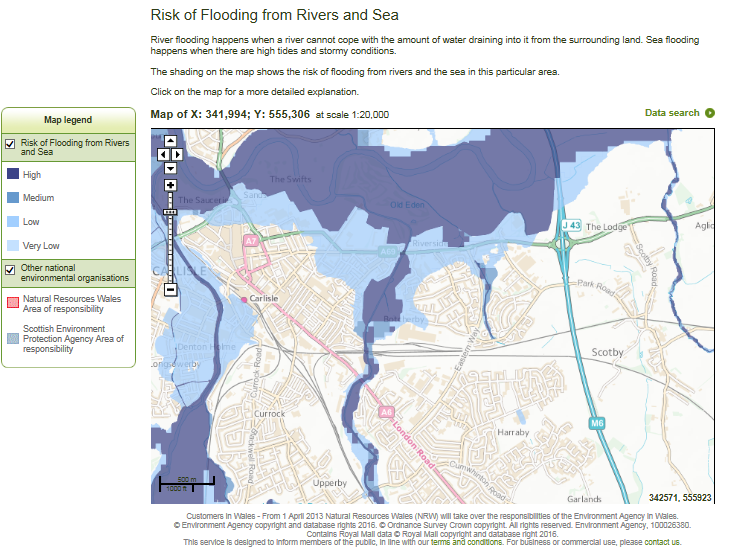 Risk of Flooding from Rivers and Sea
River flooding happens when a river cannot cope with the amount of water draining into it from the surrounding land. Sea flooding
happens when there are high tides and stormy conditions.
The shading on the map shows the risk of flooding from rivers and the sea in this particular area.
Click on the map for a more detailed explanation.
Map of X: 341,994; Y: 555,306 at scale 1:20,000
Data search
Map legend
Risk of Flooding from Rivers
and Sea
High
Medium
Low
Very Low
Other national
environmental organisations
Natural Resources Wales
Area of responsibility
Scottish Environment
Protection Agency Area of
responsibility
The Swifts
The Sauceries
Sands
Old Eden
A7
Riverside
J 43
The Lodge
Aglio
CARLISLE
Scotby Road
Carlisle
Park Road
Botcherby
Denton Holme
Longsowerby
Eastern Way
Scotby
Currock Road
Currock
A6
London Road
M6
Blackwell Road
Harraby
Cumwhinton Road
Upperby
Garlands
500 m
1000 ft
342571, 555923
Customers in Wales - From 1 April 2013 Natural Resources Wales (NRW) will take over the responsibilities of the Environment Agency in Wales.
© Environment Agency copyright and database rights 2016. © Ordnance Survey Crown copyright. All rights reserved. Environment Agency, 100026380.
Contains Royal Mail data © Royal Mail copyright and database right 2016.
This service is designed to inform members of the public, in line with our terms and conditions. For business or commercial use, please contact us.